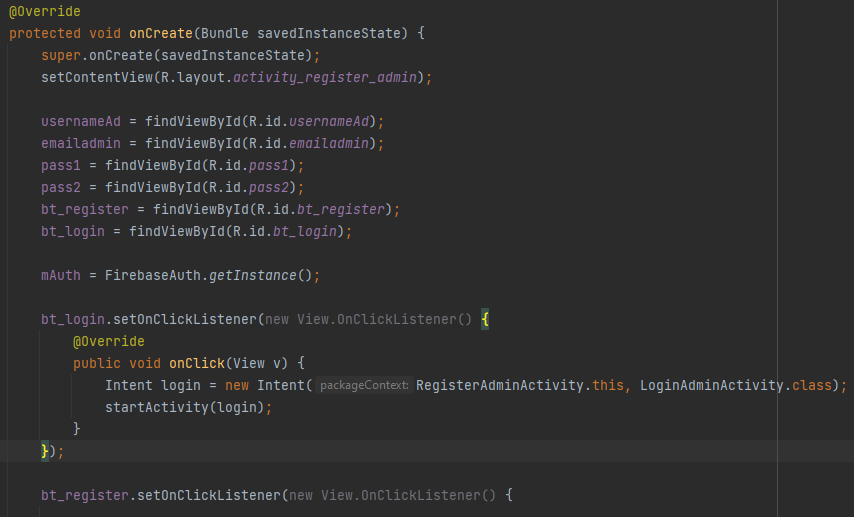 @Override
protected void onCreate(Bundle savedInstanceState) {
super.onCreate(savedInstanceState);
setContentView(R.layout.activity_register_admin);
usernameAd = findViewById(R.id.usernameAd);
emailadmin = findViewById(R.id.emailadmin);
pass1 = findViewById(R.id.pass1);
pass2 = findViewById(R.id.pass2);
bt_register = findViewById(R.id.bt_register);
bt_login = findViewById(R.id.bt_login);
mAuth = FirebaseAuth.getInstance();
bt_login.setOnClickListener(new View.OnClickListener() {
@Override
public void onClick(View v) {
Intent login = new Intent( packageContext: RegisterAdminActivity.this, LoginAdminActivity.class);
startActivity(login);
}
});
bt_register.setOnClickListener(new View.OnClickListener() {